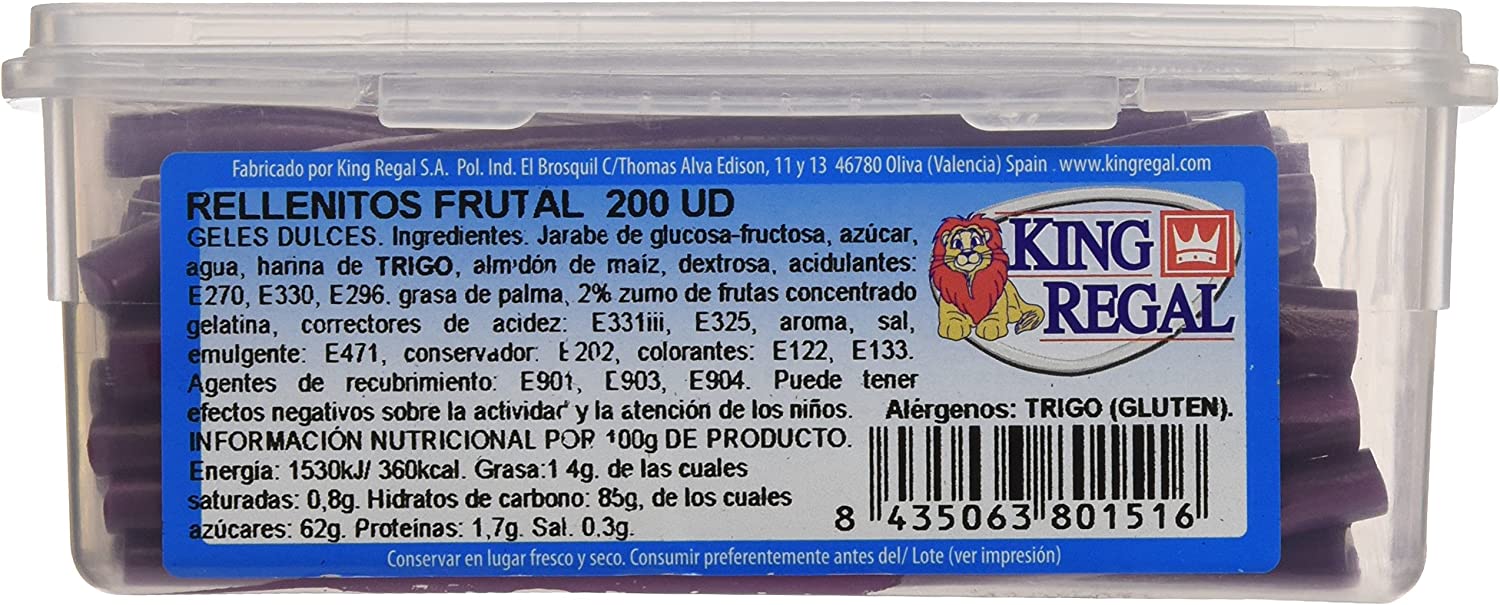 Fabricado por King Regal S.A. Pol. Ind. El Brosquil C/Thomas Alva Edison, 11 y 13 46780 Oliva (Valencia) Spain . www.kingregal.com
RELLENITOS FRUTAL 200 UD
GELES DULCES. Ingredientes: Jarabe de glucosa-fructosa, azúcar,
agua, harina de TRIGO, almidón de maíz, dextrosa, acidulantes:
E270, E330, E296. grasa de palma, 2% zumo de frutas concentrado
gelatina, correctores de acidez: E331iii, E325, aroma, sal,
emulgente: E471, conservador: E202, colorantes: E122, E133.
Agentes de recubrimiento: E901, E903, E904. Puede tener
efectos negativos sobre la actividad y la atención de los niños.
INFORMACIÓN NUTRICIONAL POR 100g DE PRODUCTO.
Energía: 1530kJ/ 360kcal. Grasa:1 4g. de las cuales
saturadas: 0,8g. Hidratos de carbono: 85g, de los cuales
azúcares: 62g. Proteínas: 1,7g. Sal. 0.3g.
KING
REGAL
Alérgenos: TRIGO (GLUTEN).
8 435063 801516
Conservar en lugar fresco y seco. Consumir preferentemente antes del/ Lote (ver impresión)